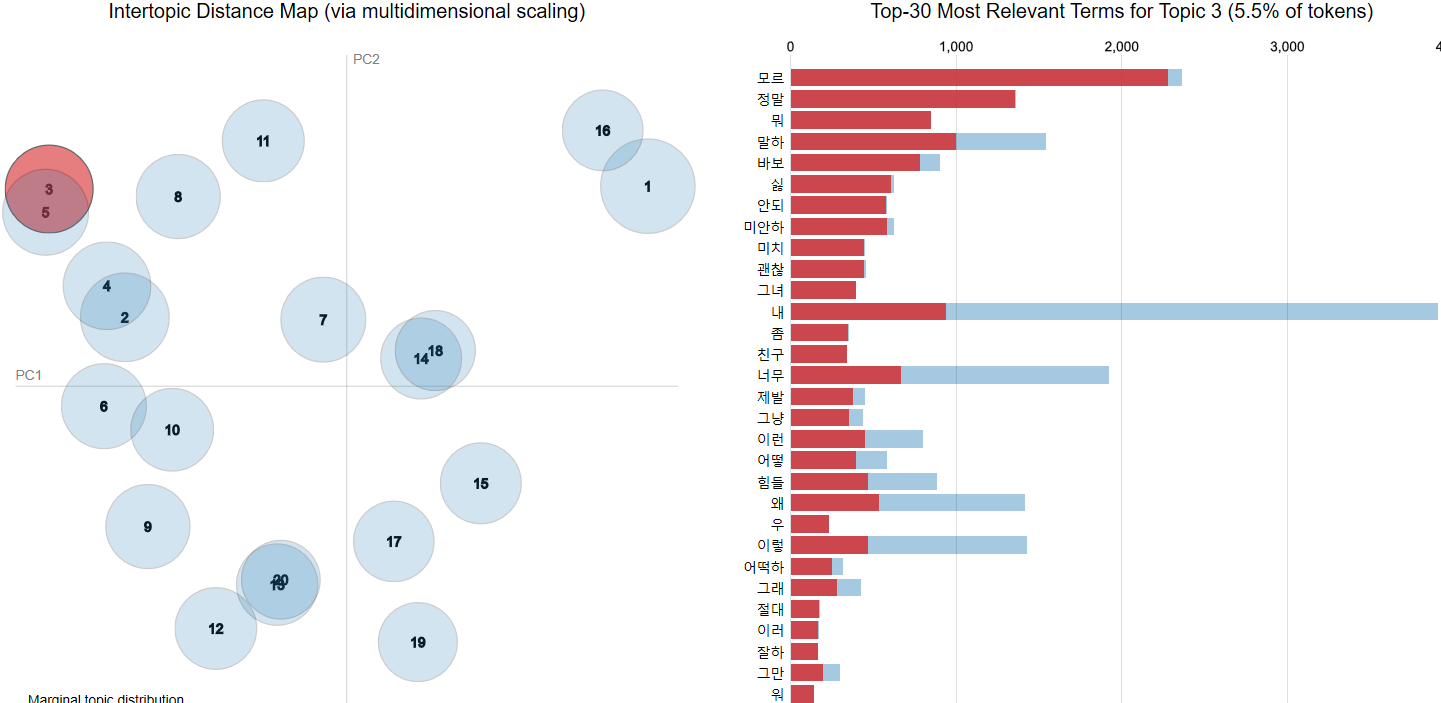 Intertopic Distance Map (via multidimensional scaling)
PC2
PC1
16
1
11
8
3
5
4
2
7
18
14
6
10
15
9
17
20
12
19
Marginal topic distribution
Top-30 Most Relevant Terms for Topic 3 (5.5% of tokens)
0 1,000 2,000 3,000
모르
정말
뭐
말하
바보
싫
안되
미안하
미치
괜찮
그녀
내
좀
친구
너무
제발
그냥
이런
어떻
힘들
왜
우
이렇
어떡하
그래
절대
이러
잘하
그만
워